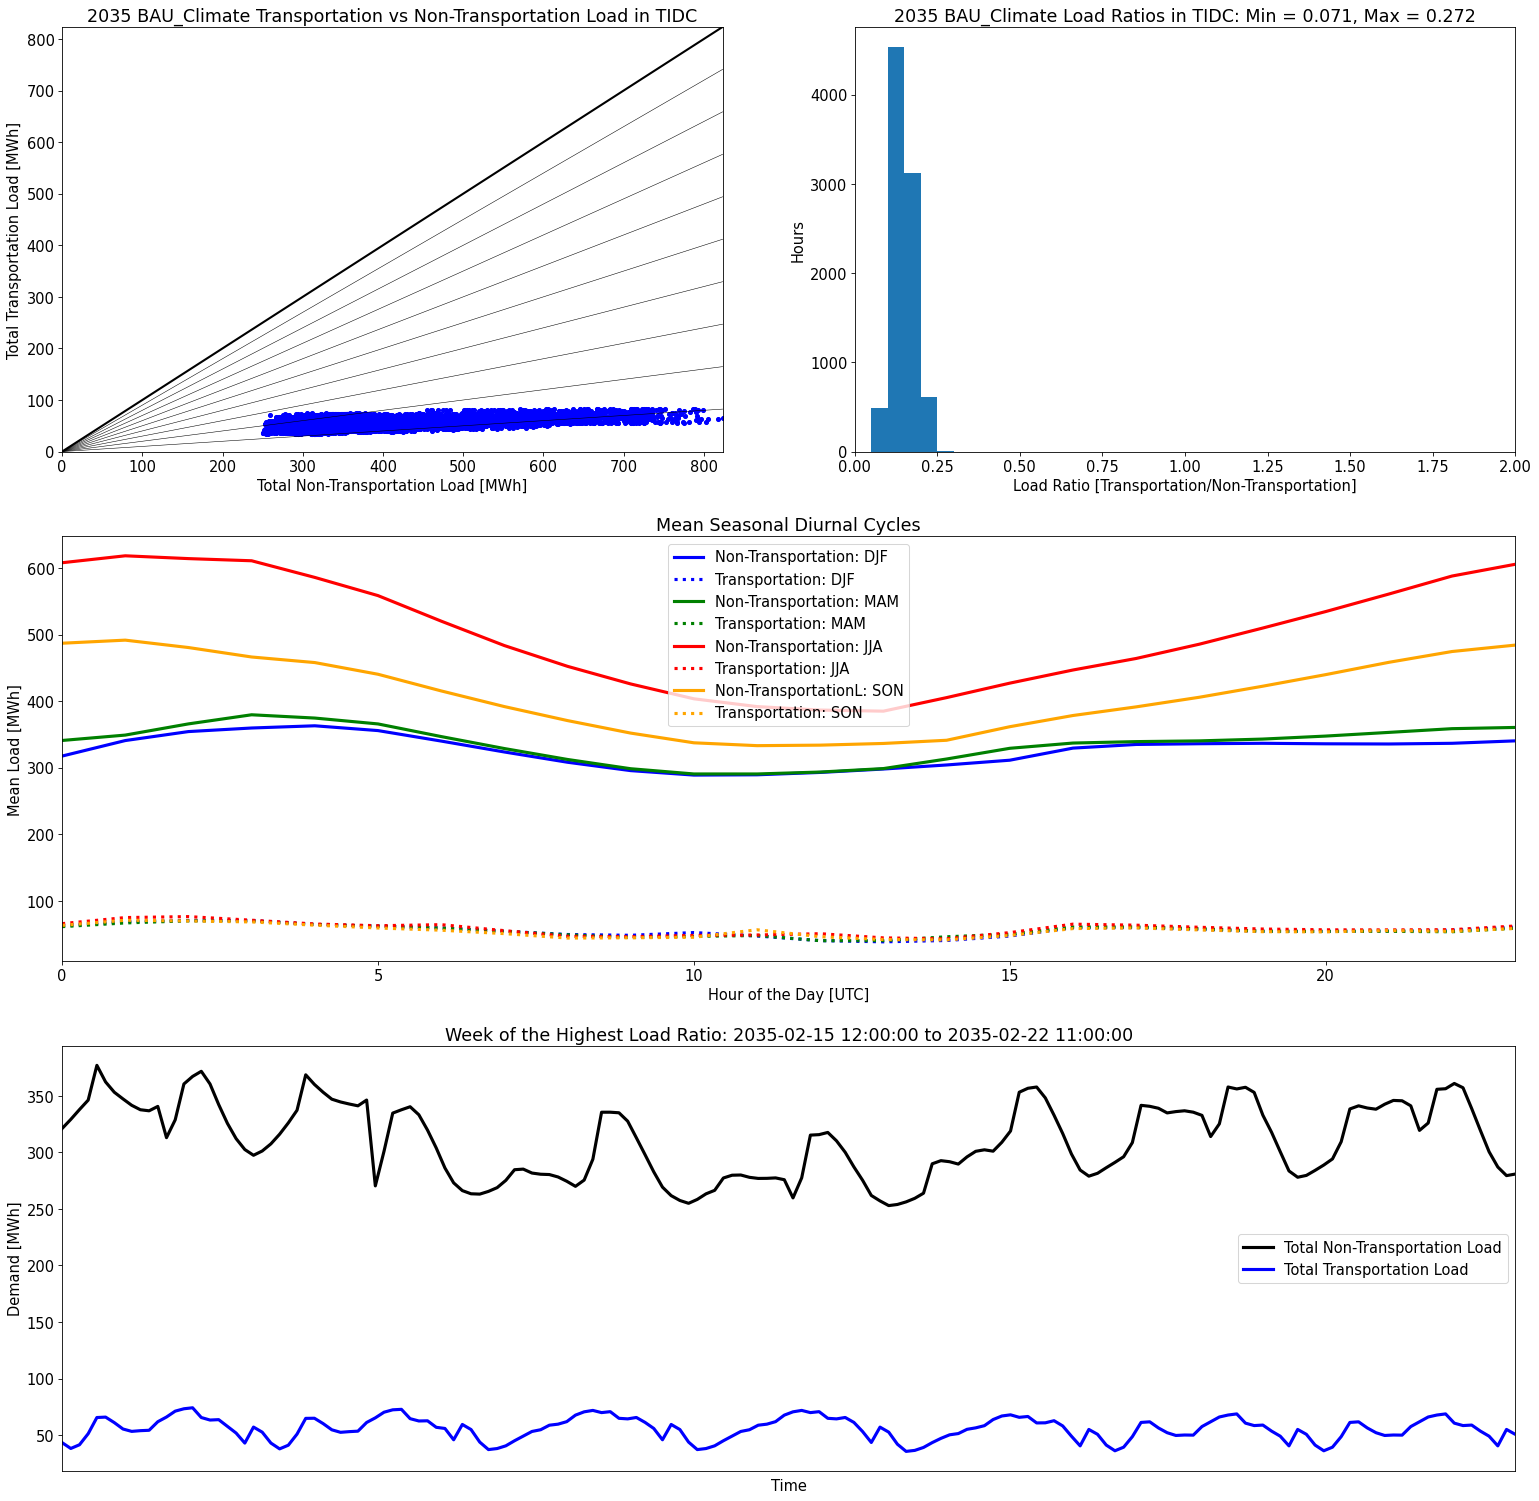 2035 BAU_Climate Transportation vs Non-Transportation Load in TIDC
Total Transportation Load [MWh]
800
700
600
500
400
300
200
100
0
0 100 200 300 400 500 600 700 800
Total Non-Transportation Load [MWh]
2035 BAU_Climate Load Ratios in TIDC: Min = 0.071, Max = 0.272
Hours
4000
3000
2000
1000
0
0.00 0.25 0.50 0.75 1.00 1.25 1.50 1.75 2.00
Load Ratio [Transportation/Non-Transportation]
Mean Seasonal Diurnal Cycles
Mean Load [MWh]
600
500
400
300
200
100
Non-Transportation: DJF
Transportation: DJF
Non-Transportation: MAM
Transportation: MAM
Non-Transportation: JJA
Transportation: JJA
Non-TransportationL: SON
Transportation: SON
0 5 10 15 20
Hour of the Day [UTC]
Week of the Highest Load Ratio: 2035-02-15 12:00:00 to 2035-02-22 11:00:00
Demand [MWh]
350
300
250
200
150
100
50
Total Non-Transportation Load
Total Transportation Load
Time